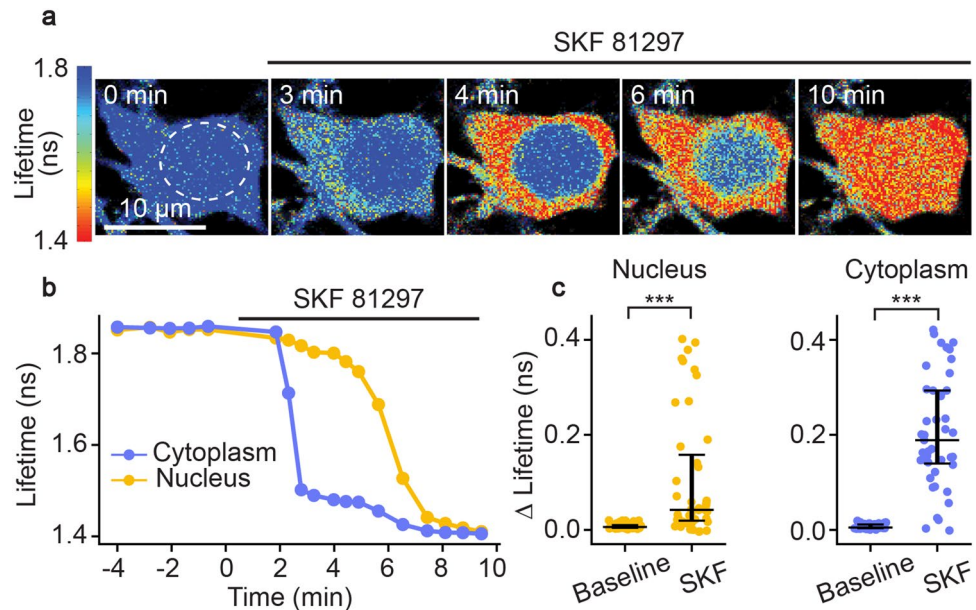 a
SKF 81297
1.8
Lifetime (ns)
1.4
0 min
3 min
4 min
6 min
10 min
10 µm
b
SKF 81297
Lifetime (ns)
1.8
1.6
1.4
Cytoplasm
Nucleus
-4 -2 0 2 4 6 8 10
Time (min)
c
Nucleus
***
Δ Lifetime (ns)
0.4
0.2
0.0
Baseline
SKF
Cytoplasm
***
0.4
0.2
0.0
Baseline
SKF